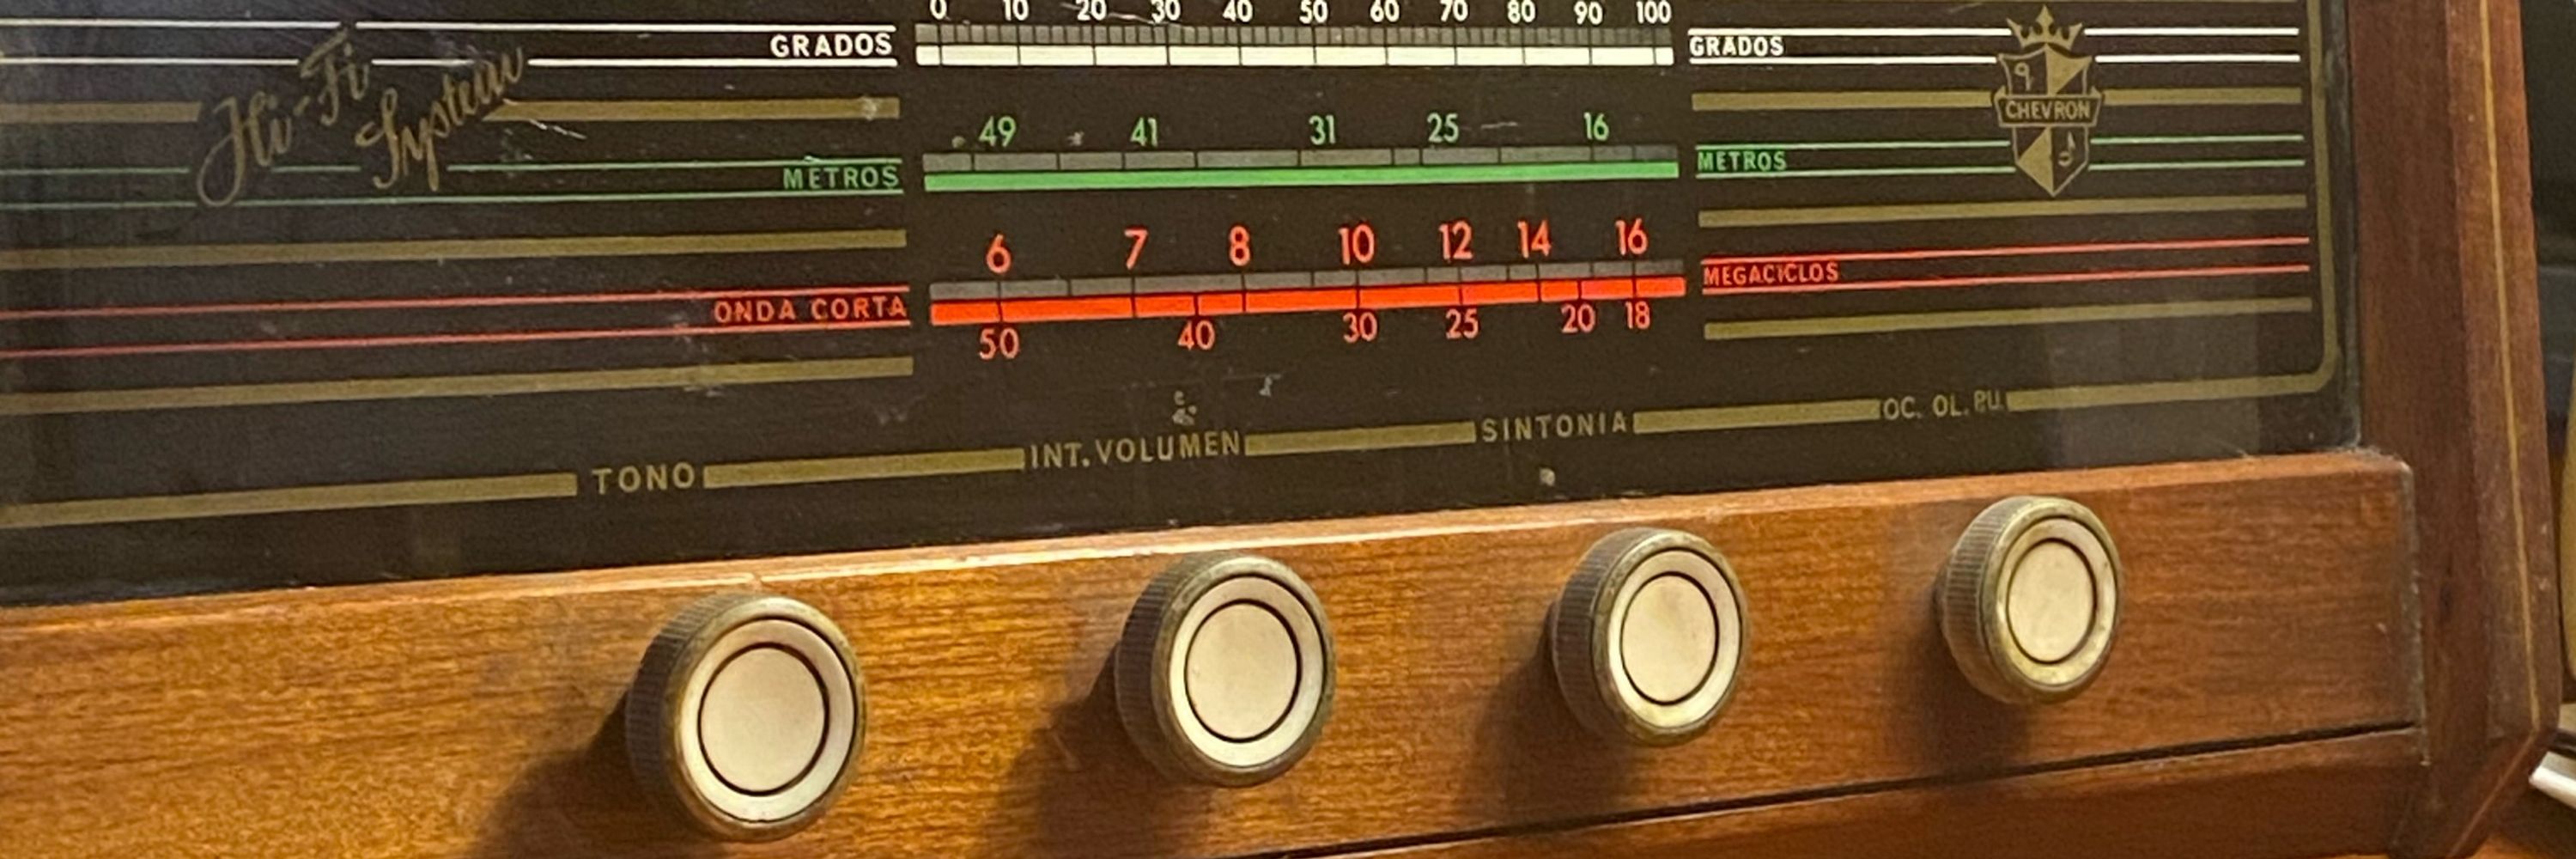 0 10 20 30 40 50 60 70 80 90 100
GRADOS GRADOS
Hi-Fi
System
CHEVRON
49 41 31 25 16
METROS METROS
6 7 8 10 12 14 16
ONDA CORTA MEGACICLOS
50 40 30 25 20 18
TONO INT. VOLUMEN SINTONIA OC. OL. PU.